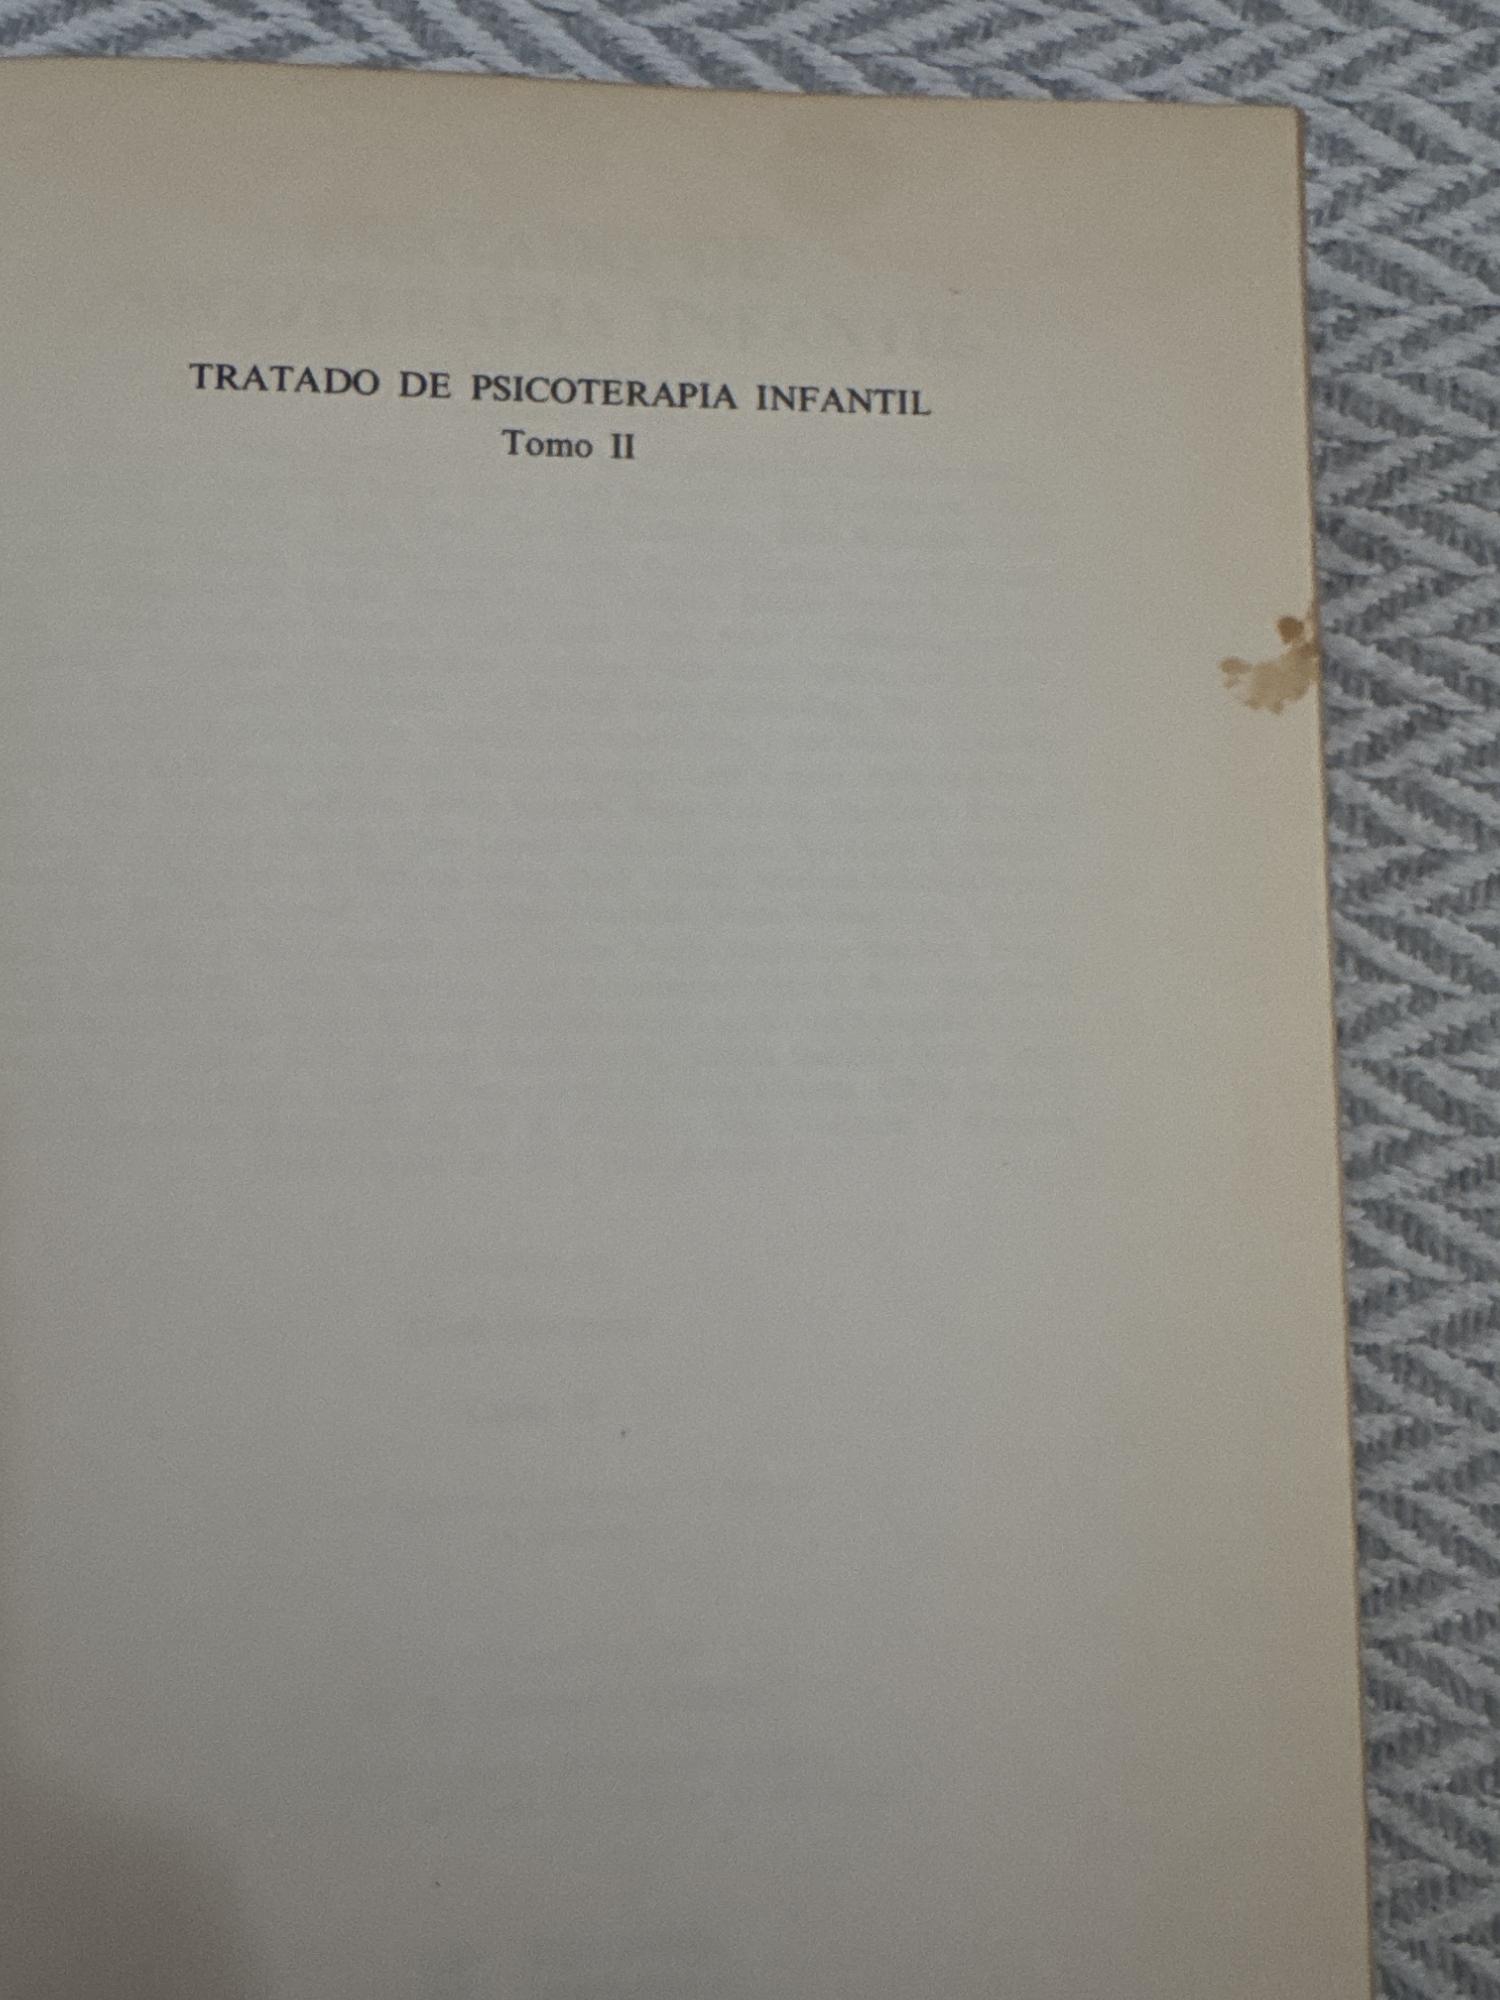 TRATADO DE PSICOTERAPIA INFANTIL
Tomo II